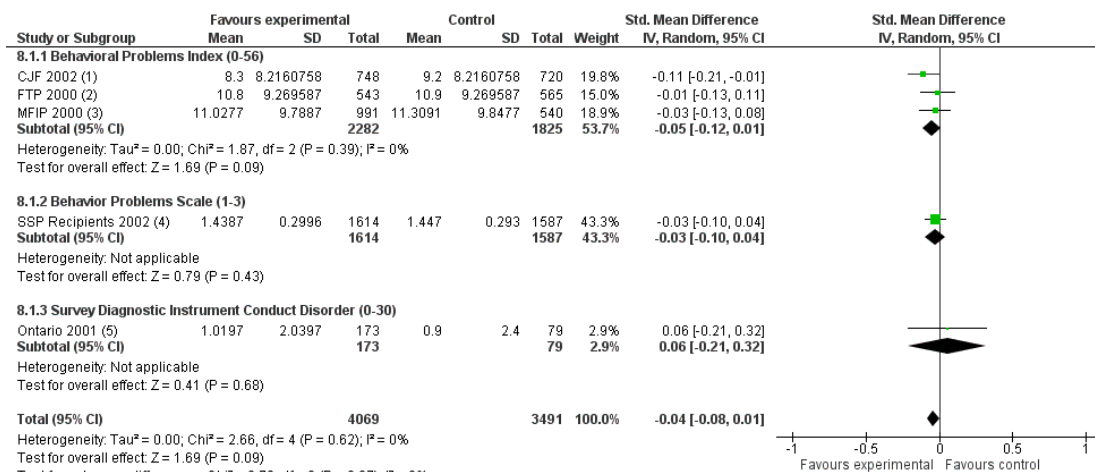 Favours experimental Control Std. Mean Difference Std. Mean Difference
Study or Subgroup Mean SD Total Mean SD Total Weight IV, Random, 95% CI IV, Random, 95% CI
8.1.1 Behavioral Problems Index (0-56)
CJF 2002 (1) 8.3 8.2160758 748 9.2 8.2160758 720 19.8% -0.11 [-0.21, -0.01]
FTP 2000 (2) 10.8 9.269587 543 10.9 9.269587 565 15.0% -0.01 [-0.13, 0.11]
MFIP 2000 (3) 11.0277 9.7887 991 11.3091 9.8477 540 18.9% -0.03 [-0.13, 0.08]
Subtotal (95% CI) 2282 1825 53.7% -0.05 [-0.12, 0.01]
Heterogeneity: Tau² = 0.00; Chi² = 1.87, df = 2 (P = 0.39); I² = 0%
Test for overall effect: Z = 1.69 (P = 0.09)
8.1.2 Behavior Problems Scale (1-3)
SSP Recipients 2002 (4) 1.4387 0.2996 1614 1.447 0.293 1587 43.3% -0.03 [-0.10, 0.04]
Subtotal (95% CI) 1614 1587 43.3% -0.03 [-0.10, 0.04]
Heterogeneity: Not applicable
Test for overall effect: Z = 0.79 (P = 0.43)
8.1.3 Survey Diagnostic Instrument Conduct Disorder (0-30)
Ontario 2001 (5) 1.0197 2.0397 173 0.9 2.4 79 2.9% 0.06 [-0.21, 0.32]
Subtotal (95% CI) 173 79 2.9% 0.06 [-0.21, 0.32]
Heterogeneity: Not applicable
Test for overall effect: Z = 0.41 (P = 0.68)
Total (95% CI) 4069 3491 100.0% -0.04 [-0.08, 0.01]
Heterogeneity: Tau² = 0.00; Chi² = 2.66, df = 4 (P = 0.62); I² = 0%
Test for overall effect: Z = 1.69 (P = 0.09)
-1 -0.5 0 0.5 1
Favours experimental Favours control